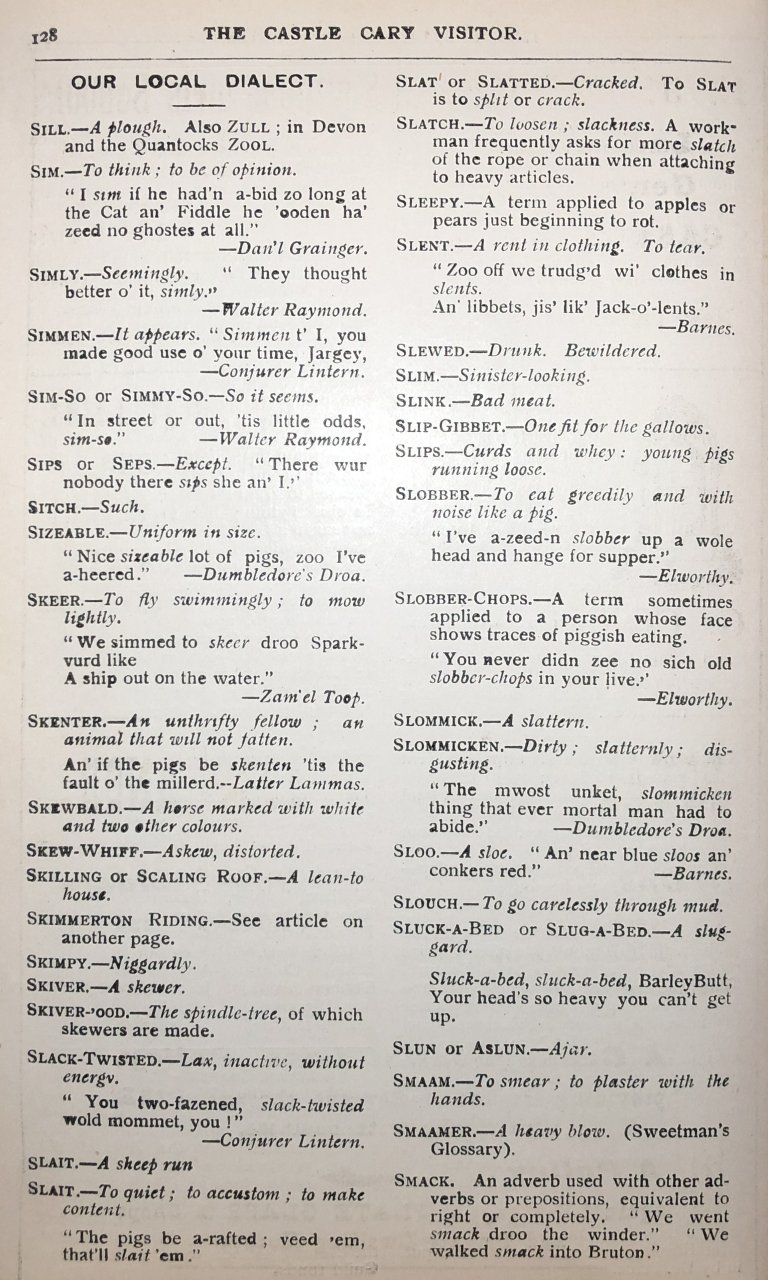 128
THE CASTLE CARY VISITOR.
OUR LOCAL DIALECT.
SILL.—A plough. Also ZULL ; in Devon
and the Quantocks ZOOL.
SIM.—To think ; to be of opinion.
“ I sim if he had'n a-bid zo long at
the Cat an' Fiddle he 'ooden ha'
zeed no ghostes at all.”
—Dan'l Grainger.
SIMLY.—Seemingly. “ They thought
better o' it, simly.”
—Walter Raymond.
SIMMEN.—It appears. “ Simmen t' I, you
made good use o' your time, Jargey,
—Conjurer Lintern.
SIM-SO or SIMMY-SO.—So it seems.
“ In street or out, 'tis little odds,
sim-so.” —Walter Raymond.
SIPS or SEPS.—Except. “ There wur
nobody there sips she an' I.”
SITCH.—Such.
SIZEABLE.—Uniform in size.
“ Nice sizeable lot of pigs, zoo I've
a-heered.” —Dumbledore's Droa.
SKEER.—To fly swimmingly ; to mow
lightly.
“ We simmed to skeer droo Spark-
vurd like
A ship out on the water.”
—Zam'el Toop.
SKENTER.—An unthrifty fellow ; an
animal that will not fatten.
An' if the pigs be skenten 'tis the
fault o' the millerd.--Latter Lammas.
SKEWBALD.—A horse marked with white
and two other colours.
SKEW-WHIFF.—Askew, distorted.
SKILLING or SCALING ROOF.—A lean-to
house.
SKIMMERTON RIDING.—See article on
another page.
SKIMPY.—Niggardly.
SKIVER.—A skewer.
SKIVER-'OOD.—The spindle-tree, of which
skewers are made.
SLACK-TWISTED.—Lax, inactive, without
energy.
“ You two-fazened, slack-twisted
wold mommet, you ! ”
—Conjurer Lintern.
SLAIT.—A sheep run
SLAIT.—To quiet ; to accustom ; to make
content.
“ The pigs be a-rafted ; veed 'em,
that'll slait 'em .”
SLAT or SLATTED.—Cracked. To SLAT
is to split or crack.
SLATCH.—To loosen ; slackness. A work-
man frequently asks for more slatch
of the rope or chain when attaching
to heavy articles.
SLEEPY.—A term applied to apples or
pears just beginning to rot.
SLENT.—A rent in clothing. To tear.
“ Zoo off we trudg'd wi' clothes in
slents.
An' libbets, jis' lik' Jack-o'-lents.”
—Barnes.
SLEWED.—Drunk. Bewildered.
SLIM.—Sinister-looking.
SLINK.—Bad meat.
SLIP-GIBBET.—One fit for the gallows.
SLIPS.—Curds and whey : young pigs
running loose.
SLOBBER.—To eat greedily and with
noise like a pig.
“ I've a-zeed-n slobber up a wole
head and hange for supper.”
—Elworthy.
SLOBBER-CHOPS.—A term sometimes
applied to a person whose face
shows traces of piggish eating.
“ You never didn zee no sich old
slobber-chops in your live.”
—Elworthy.
SLOMMICK.—A slattern.
SLOMMICKEN.—Dirty ; slatternly ; dis-
gusting.
“ The mwost unket, slommicken
thing that ever mortal man had to
abide.” —Dumbledore's Droa.
SLOO.—A sloe. “ An' near blue sloos an'
conkers red.” —Barnes.
SLOUCH.—To go carelessly through mud.
SLUCK-A-BED or SLUG-A-BED.—A slug-
gard.
Sluck-a-bed, sluck-a-bed, BarleyButt,
Your head's so heavy you can't get
up.
SLUN or ASLUN.—Ajar.
SMAAM.—To smear ; to plaster with the
hands.
SMAAMER.—A heavy blow. (Sweetman's
Glossary).
SMACK. An adverb used with other ad-
verbs or prepositions, equivalent to
right or completely. “ We went
smack droo the winder.” “ We
walked smack into Bruton.”